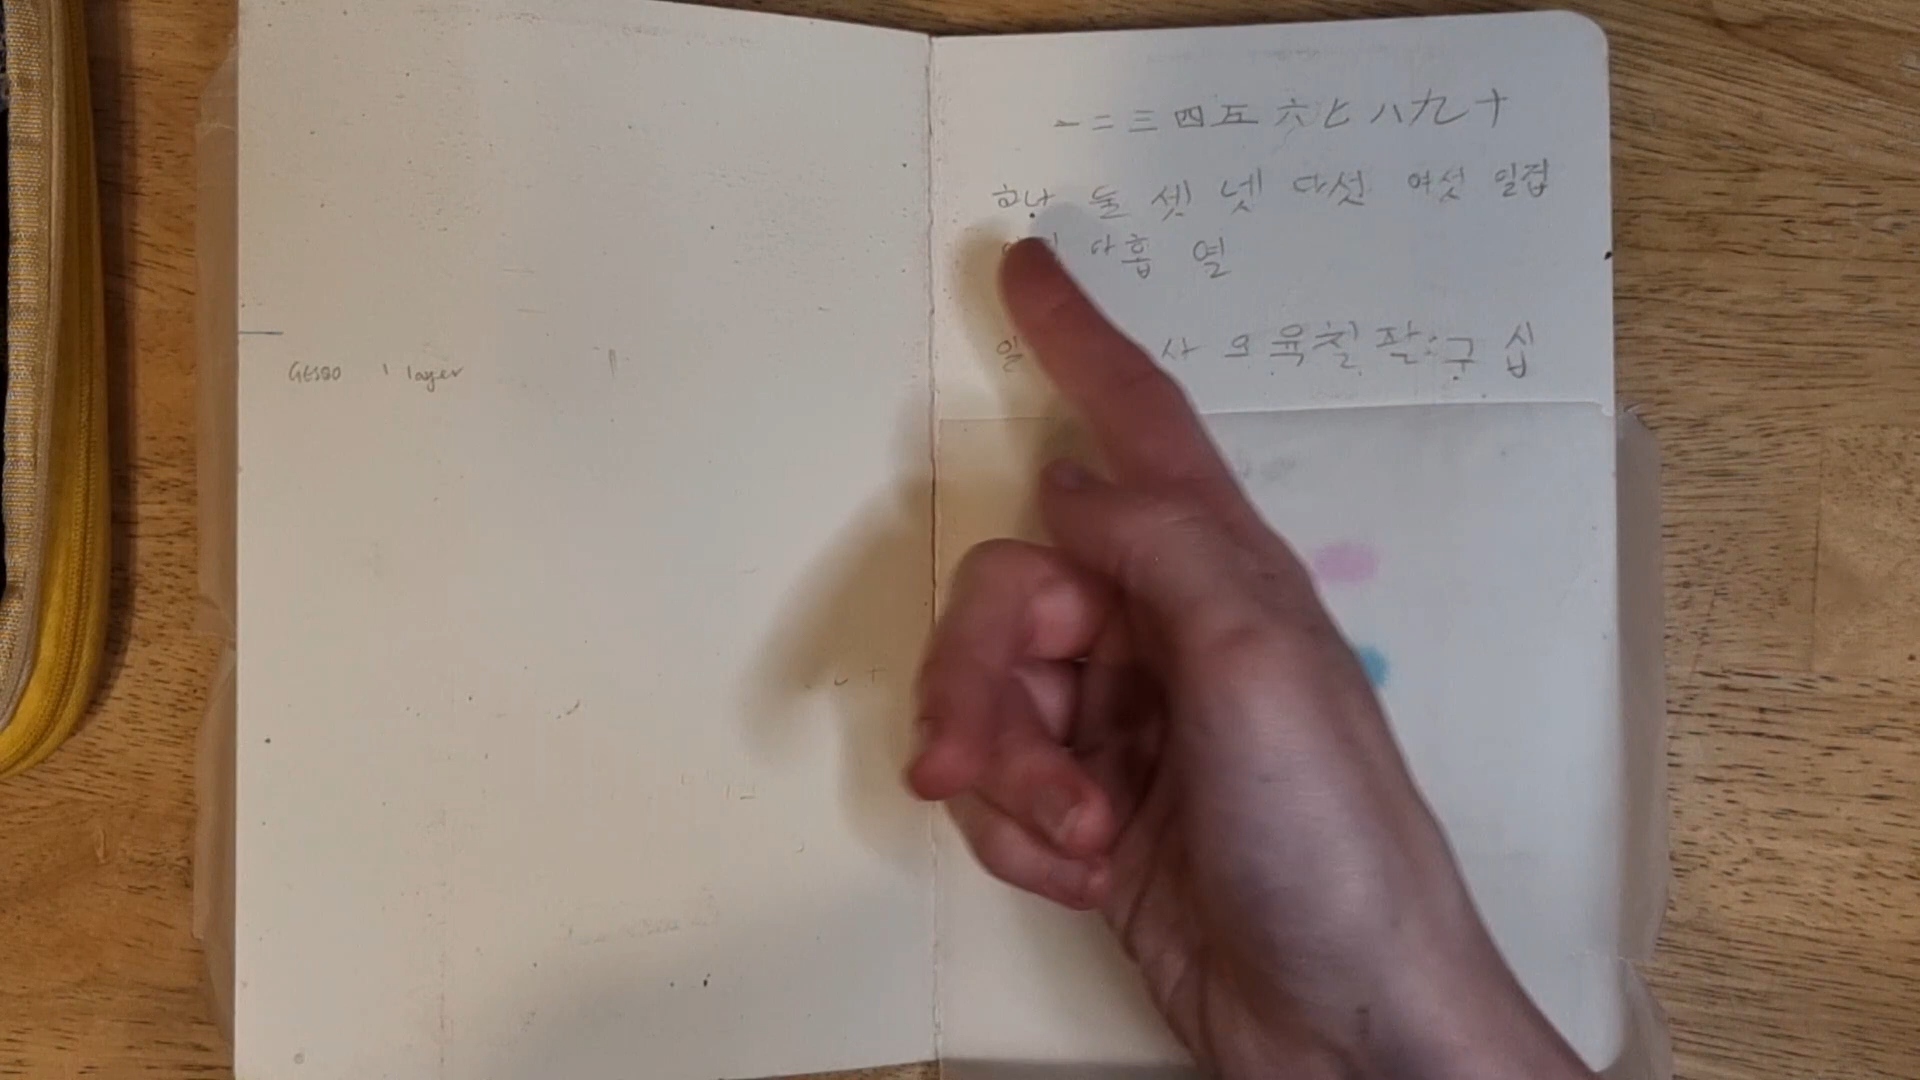 GESSO 1 layer
一 二 三 四 五 六 七 八 九 十
하나 둘 셋 넷 다섯 여섯 일접
아홉 열
일 사 오 육 칠 팔 구 십